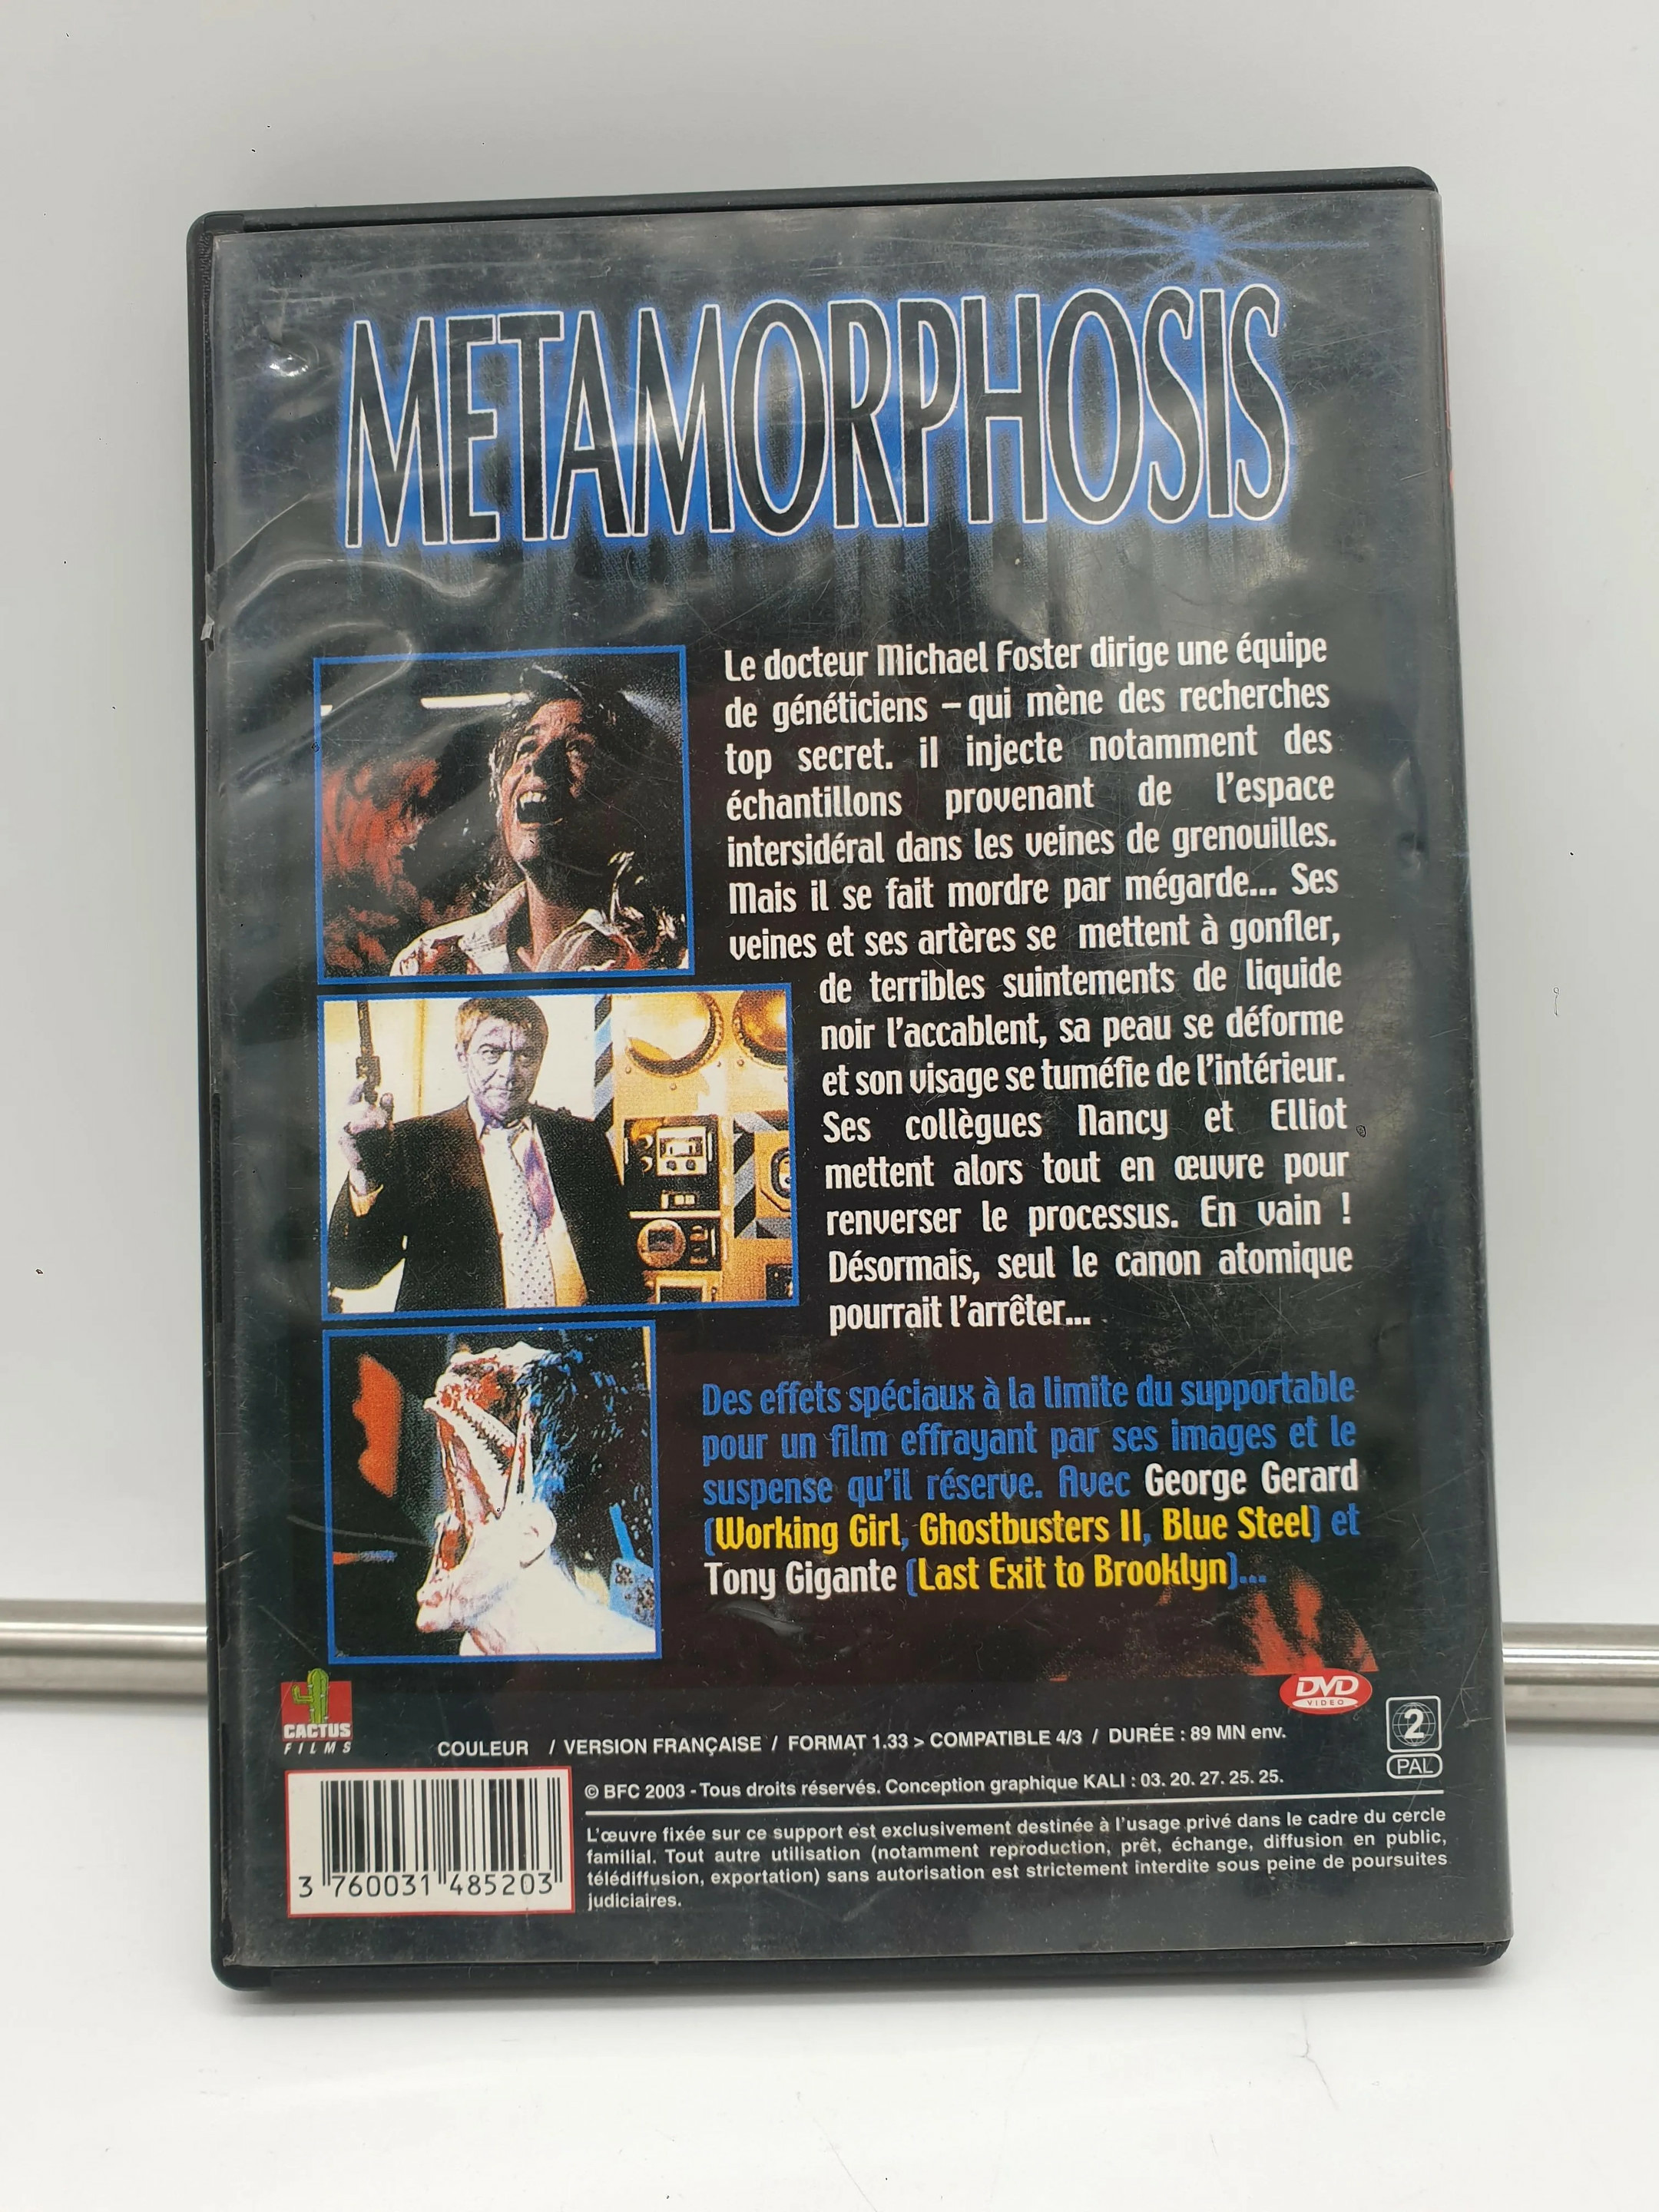 METAMORPHOSIS
Le docteur Michael Foster dirige une équipe
de généticiens – qui mène des recherches
top secret. il injecte notamment des
échantillons provenant de l'espace
intersidéral dans les veines de grenouilles.
Mais il se fait mordre par mégarde... Ses
veines et ses artères se mettent à gonfler,
de terribles suintements de liquide
noir l'accablent, sa peau se déforme
et son visage se tuméfie de l'intérieur.
Ses collègues Nancy et Elliot
mettent alors tout en œuvre pour
renverser le processus. En vain !
Désormais, seul le canon atomique
pourrait l'arrêter...
Des effets spéciaux à la limite du supportable
pour un film effrayant par ses images et le
suspense qu'il réserve. Avec George Gerard
(Working Girl, Ghostbusters II, Blue Steel) et
Tony Gigante (Last Exit to Brooklyn)...
CACTUS
FILMS
DVD
VIDEO
2
PAL
COULEUR / VERSION FRANÇAISE / FORMAT 1.33 > COMPATIBLE 4/3 / DURÉE : 89 MN env.
© BFC 2003 - Tous droits réservés. Conception graphique KALI : 03. 20. 27. 25. 25.
L'œuvre fixée sur ce support est exclusivement destinée à l'usage privé dans le cadre du cercle
familial. Tout autre utilisation (notamment reproduction, prêt, échange, diffusion en public,
télédiffusion, exportation) sans autorisation est strictement interdite sous peine de poursuites
judiciaires.
3 760031 485203